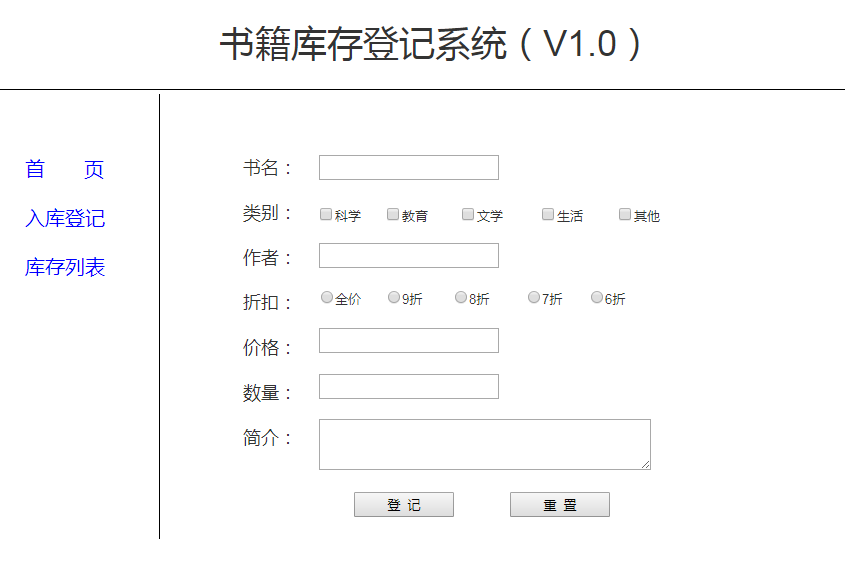 书籍库存登记系统（V1.0）
首 页
入库登记
库存列表
书名：
类别： 科学 教育 文学 生活 其他
作者：
折扣： 全价 9折 8折 7折 6折
价格：
数量：
简介：
登 记 重 置